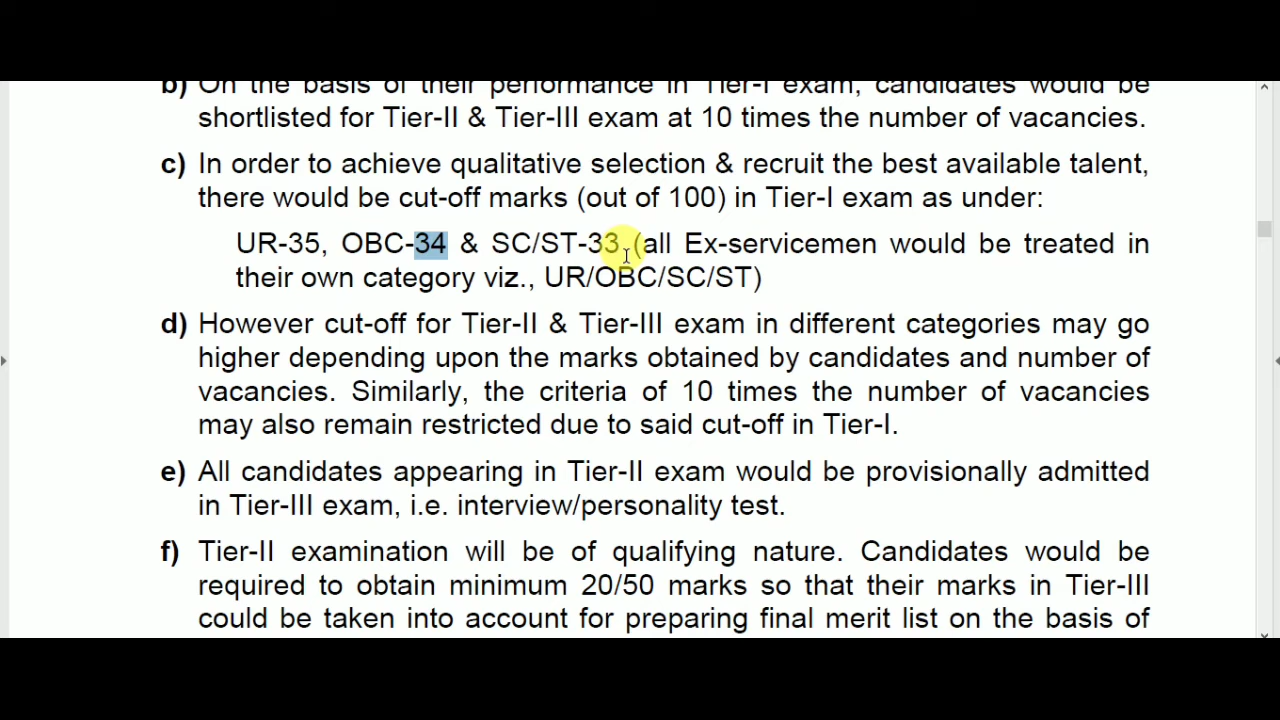 b) On the basis of their performance in Tier-I exam, candidates would be
shortlisted for Tier-II & Tier-III exam at 10 times the number of vacancies.
c) In order to achieve qualitative selection & recruit the best available talent,
there would be cut-off marks (out of 100) in Tier-I exam as under:
UR-35, OBC-34 & SC/ST-33 (all Ex-servicemen would be treated in
their own category viz., UR/OBC/SC/ST)
d) However cut-off for Tier-II & Tier-III exam in different categories may go
higher depending upon the marks obtained by candidates and number of
vacancies. Similarly, the criteria of 10 times the number of vacancies
may also remain restricted due to said cut-off in Tier-I.
e) All candidates appearing in Tier-II exam would be provisionally admitted
in Tier-III exam, i.e. interview/personality test.
f) Tier-II examination will be of qualifying nature. Candidates would be
required to obtain minimum 20/50 marks so that their marks in Tier-III
could be taken into account for preparing final merit list on the basis of